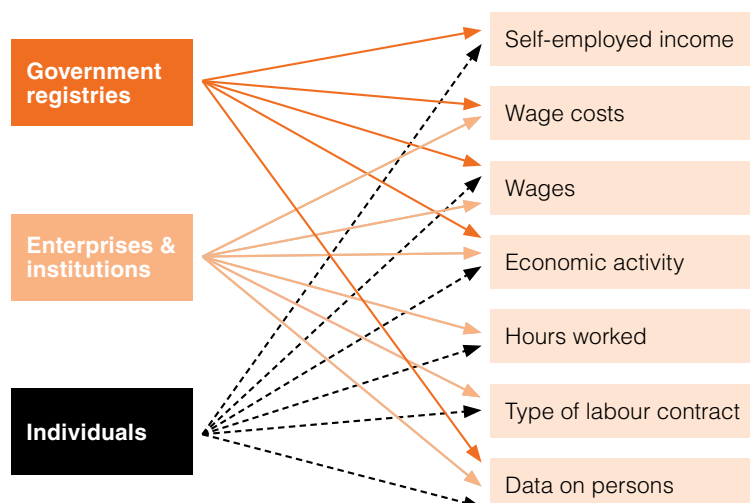 Government
registries
Enterprises &
institutions
Individuals
Self-employed income
Wage costs
Wages
Economic activity
Hours worked
Type of labour contract
Data on persons